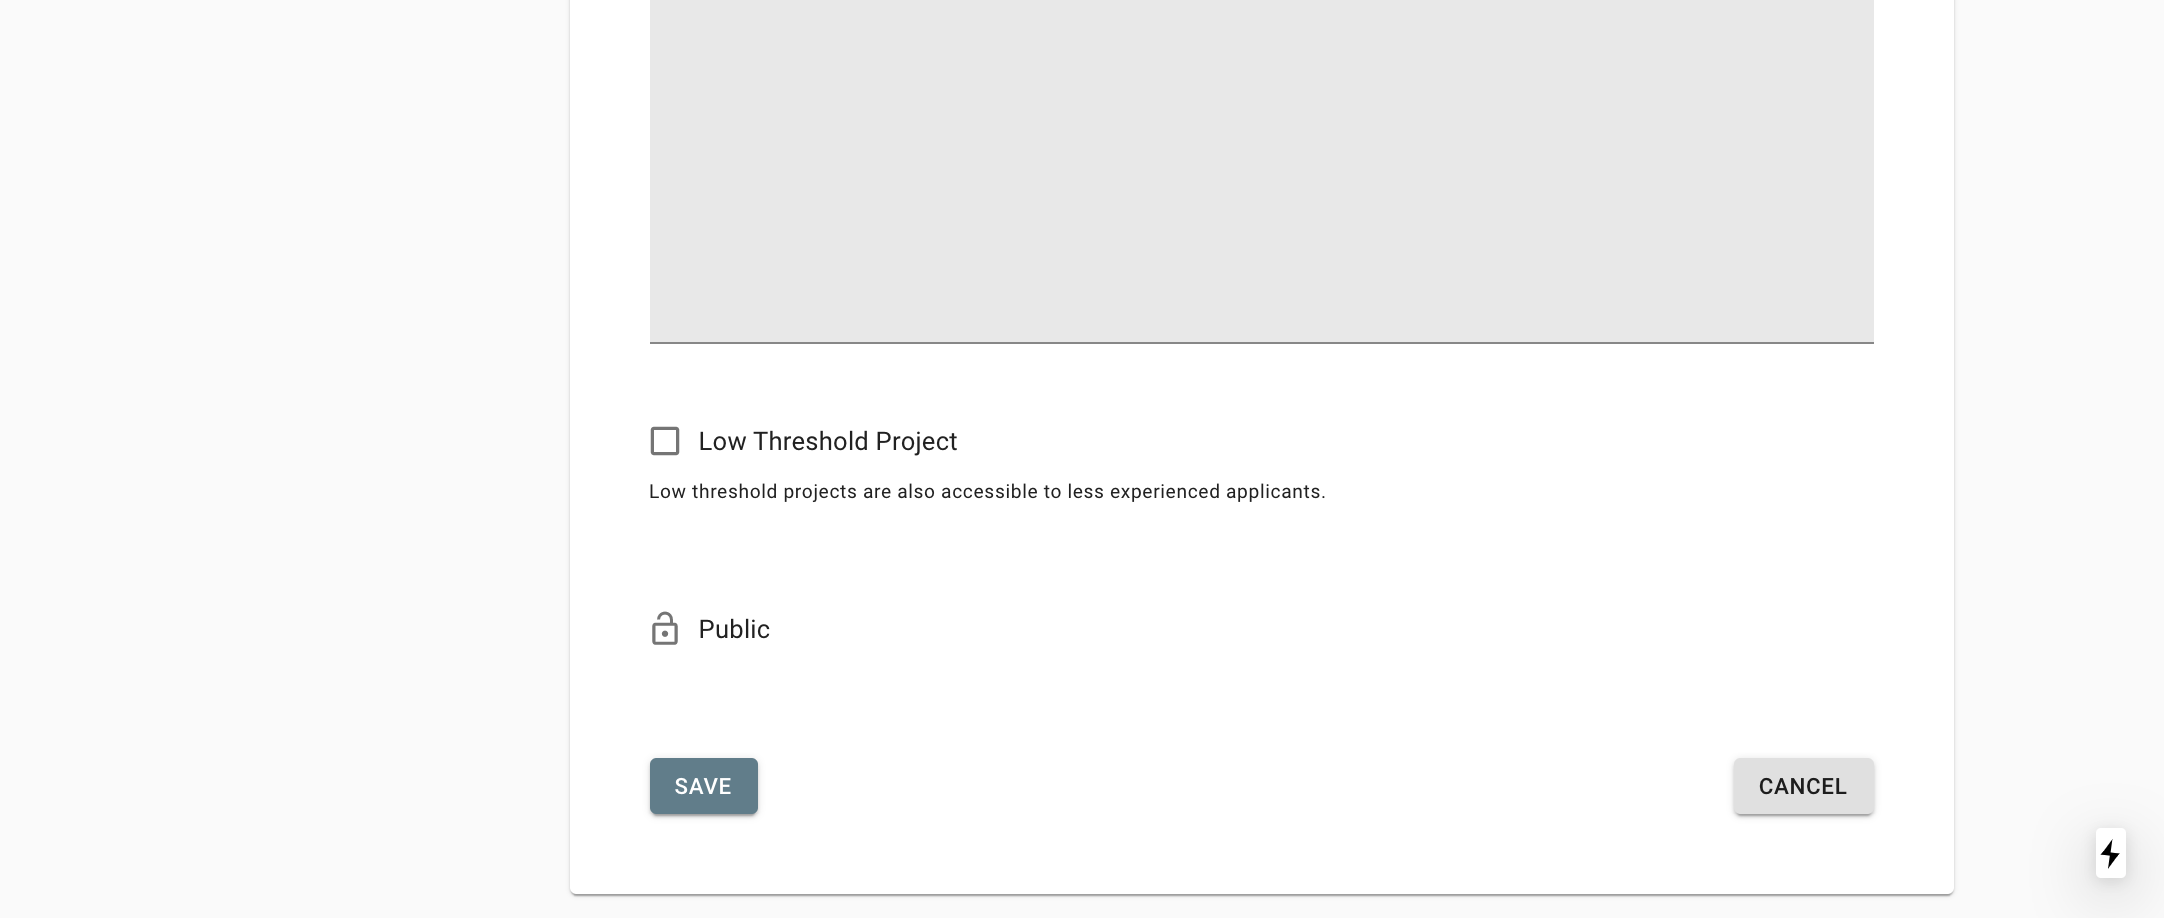 Low Threshold Project
Low threshold projects are also accessible to less experienced applicants.
Public
SAVE
CANCEL